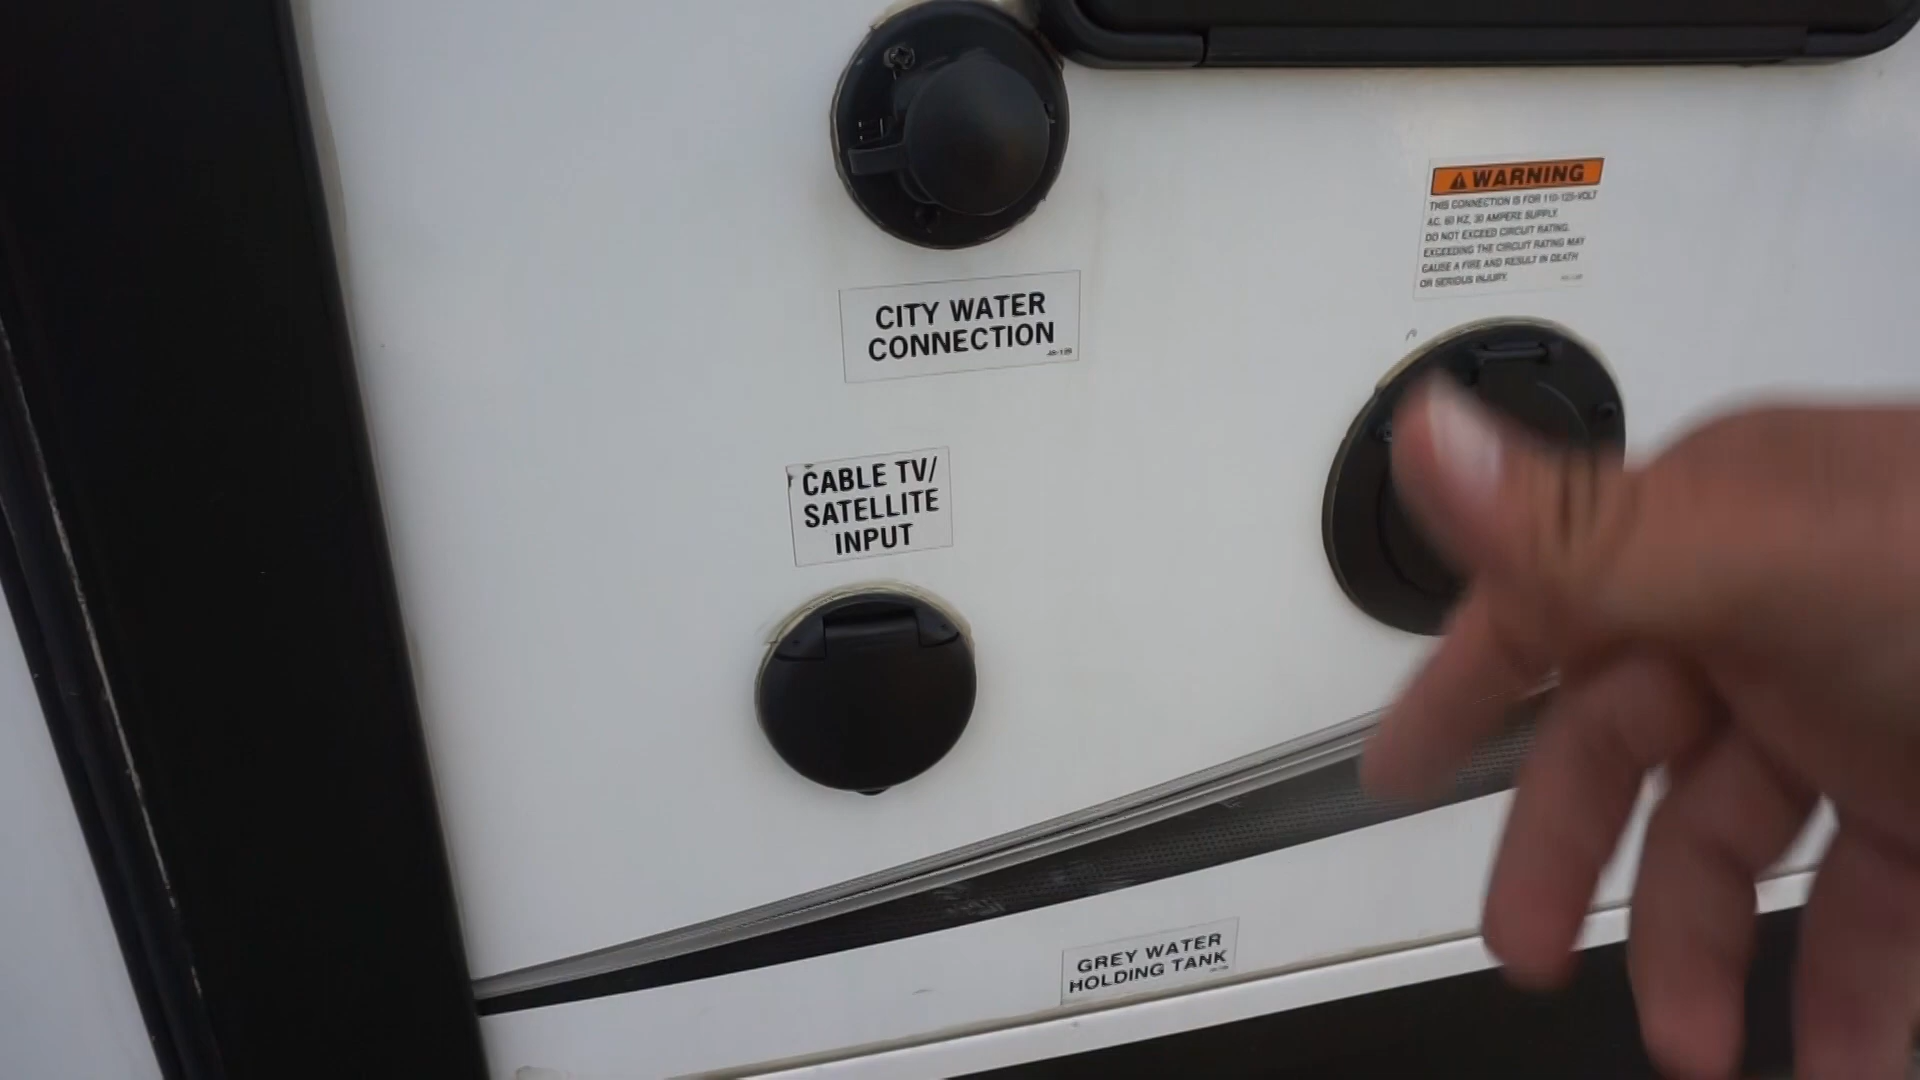 CITY WATER
CONNECTION
WARNING
THIS CONNECTION IS FOR 110-125-VOLT
AC, 60 HZ, 30 AMPERE SUPPLY.
DO NOT EXCEED CIRCUIT RATING.
EXCEEDING THE CIRCUIT RATING MAY
CAUSE A FIRE AND RESULT IN DEATH
OR SERIOUS INJURY.
CABLE TV/
SATELLITE
INPUT
GREY WATER
HOLDING TANK